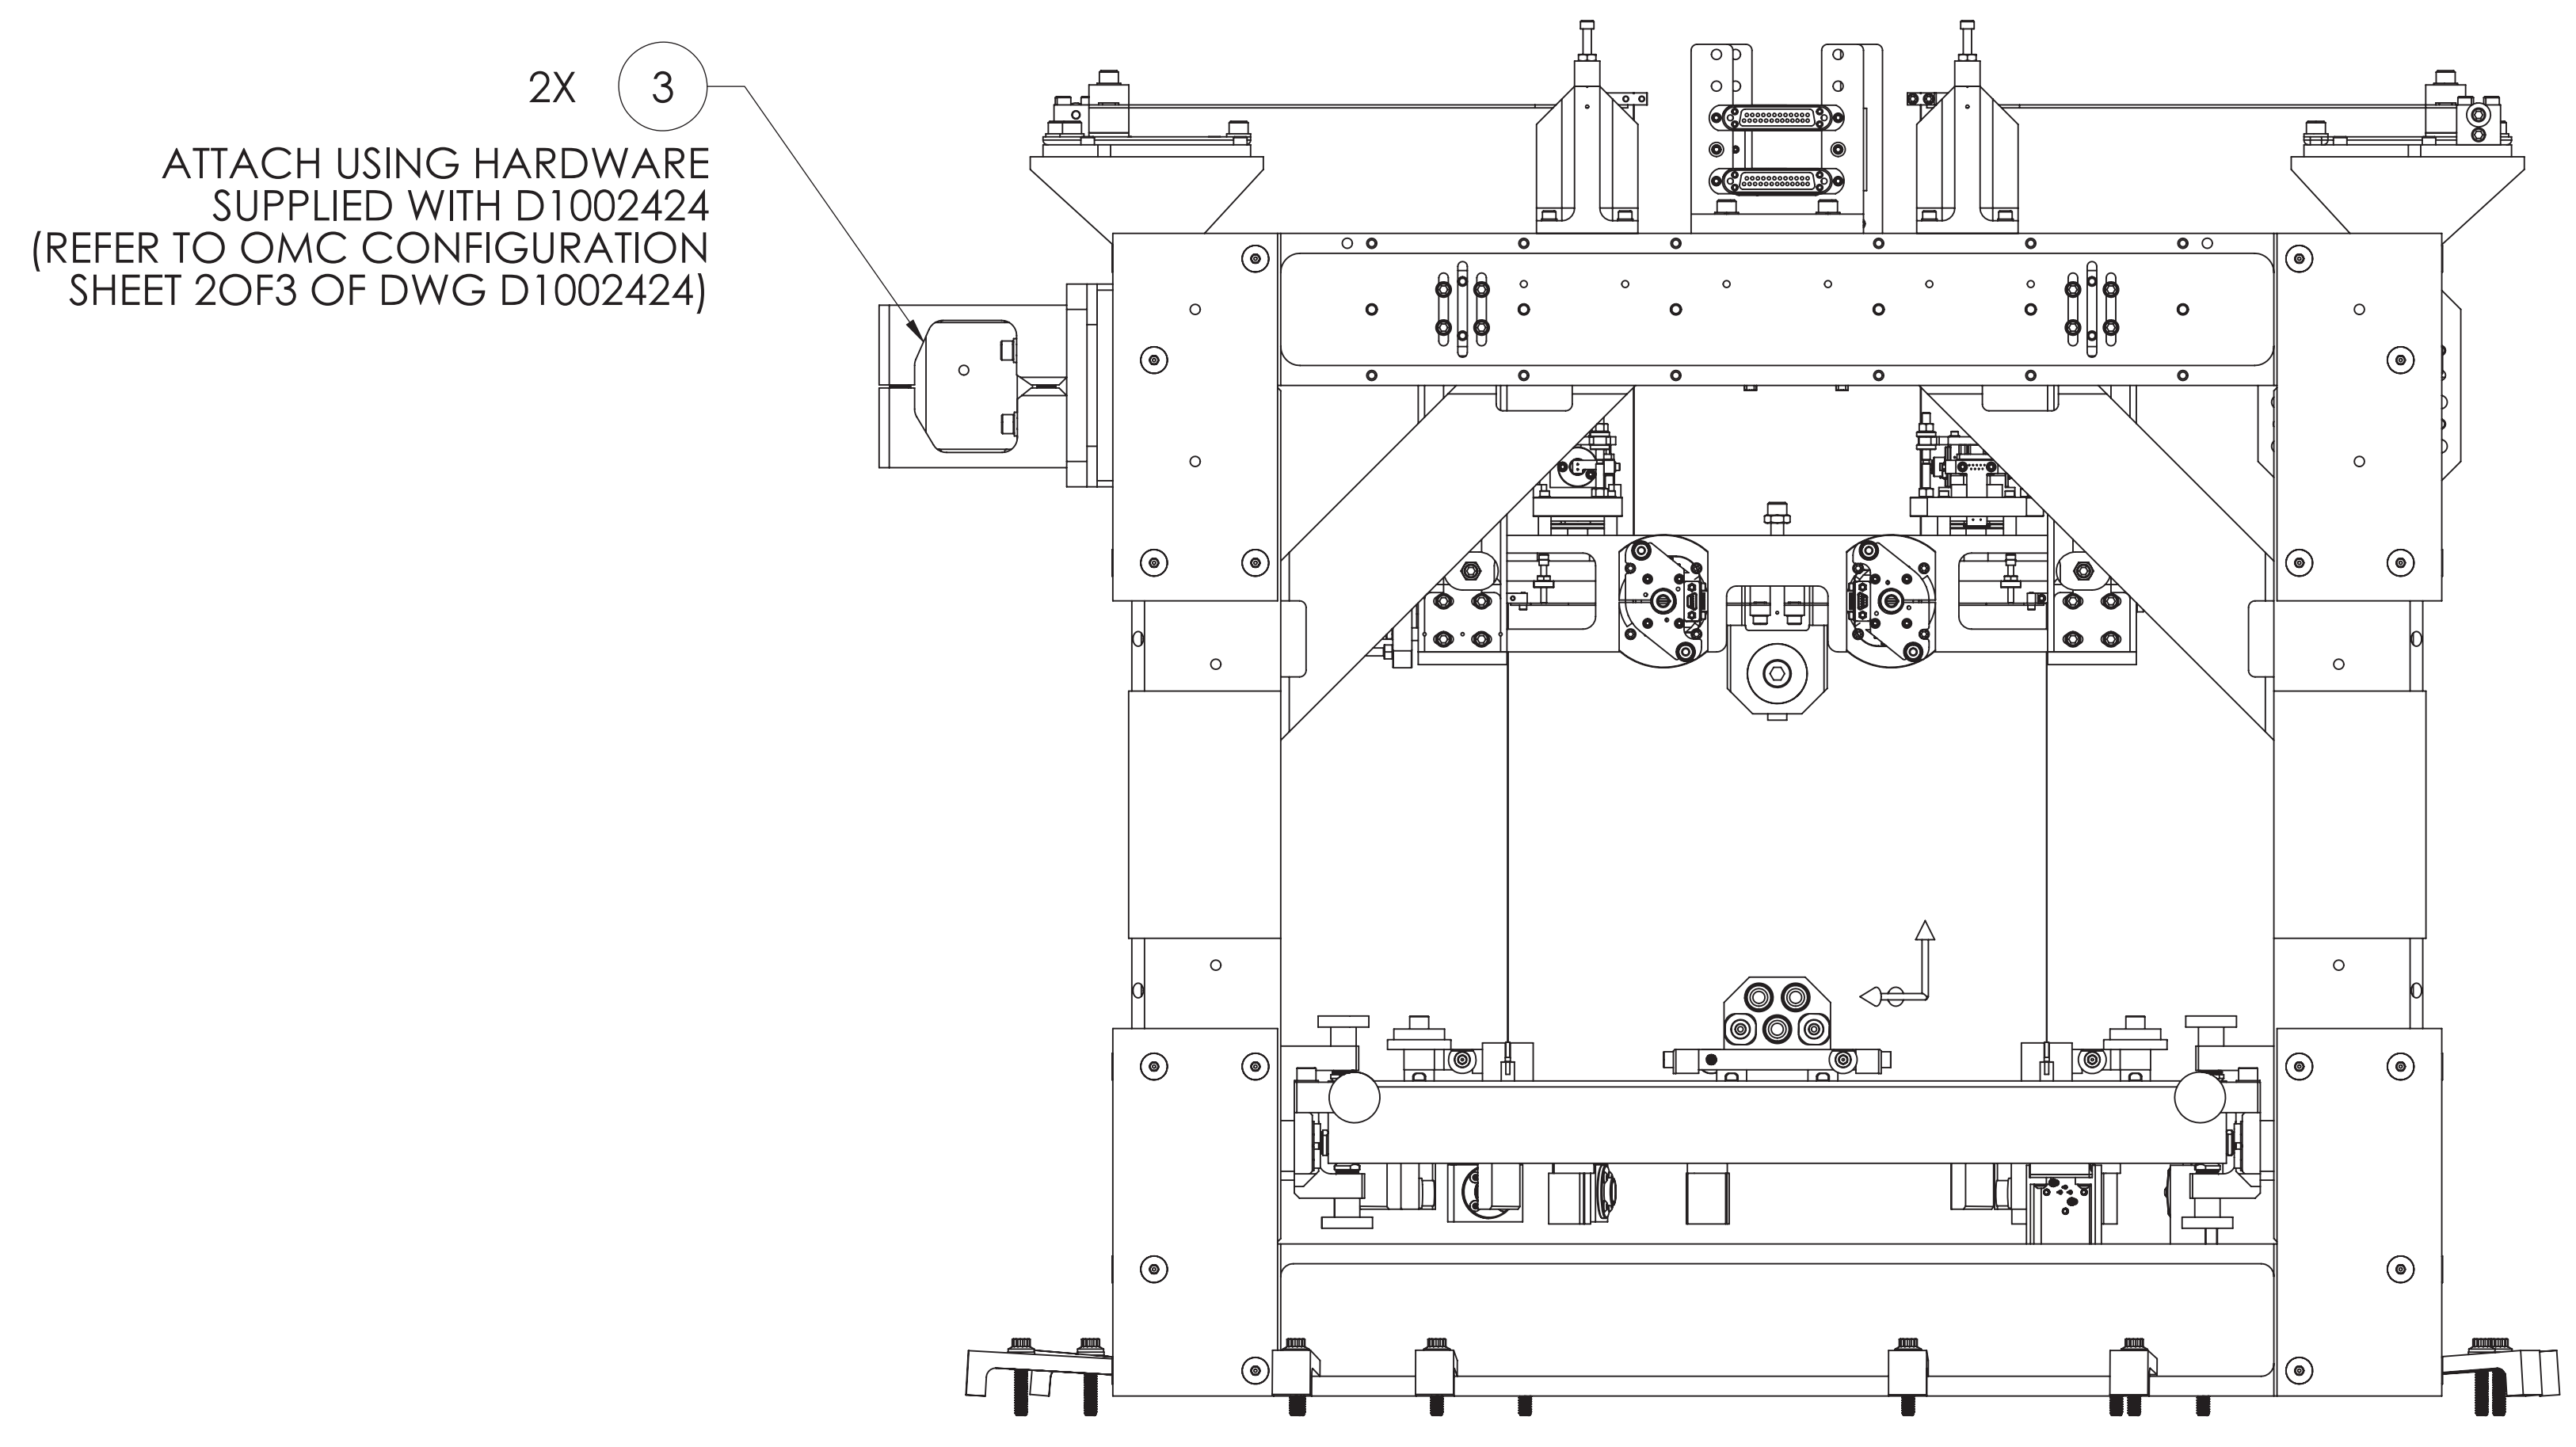 2X 3
ATTACH USING HARDWARE
SUPPLIED WITH D1002424
(REFER TO OMC CONFIGURATION
SHEET 2OF3 OF DWG D1002424)